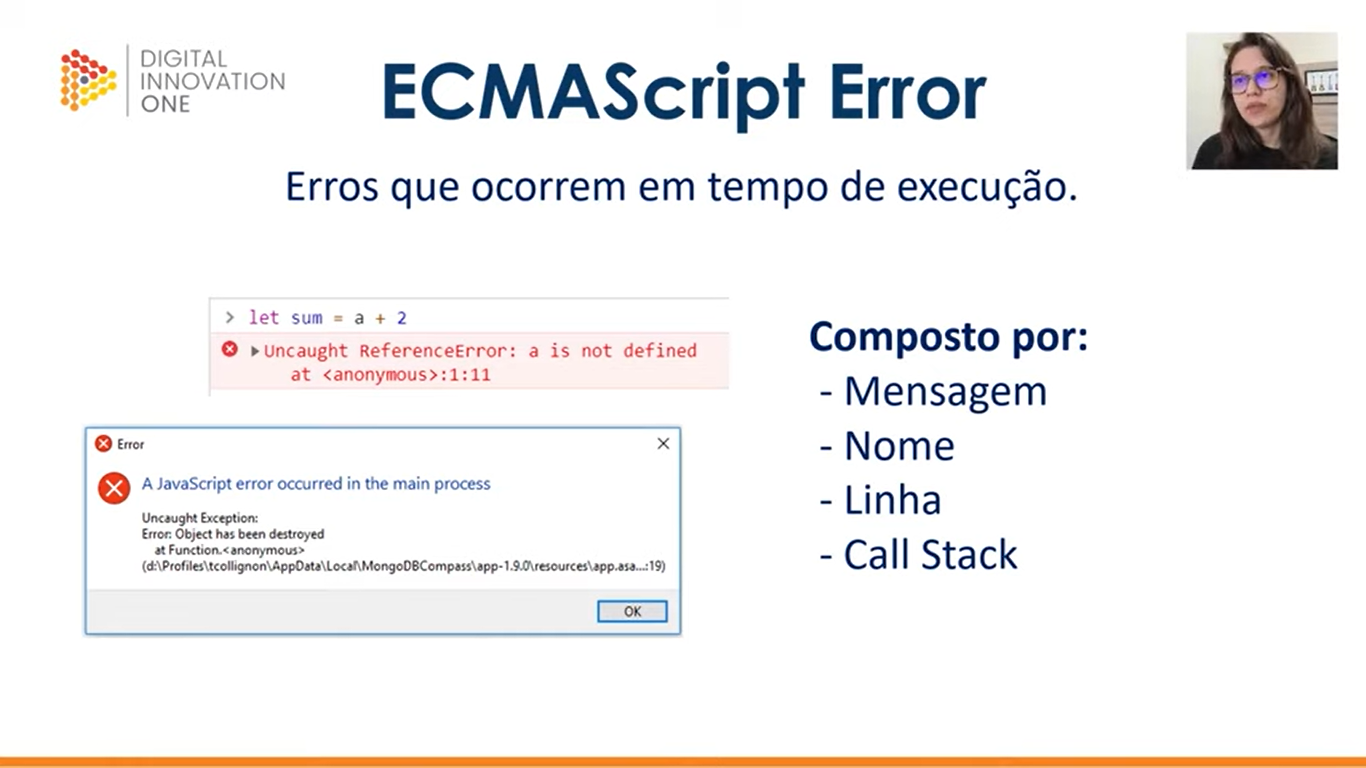 DIGITAL
INNOVATION
ONE
ECMAScript Error
Erros que ocorrem em tempo de execução.
> let sum = a + 2
Uncaught ReferenceError: a is not defined
at <anonymous>:1:11
Error
A JavaScript error occurred in the main process
Uncaught Exception:
Error: Object has been destroyed
at Function.<anonymous>
(d:\Profiles\tcollignon\AppData\Local\MongoDBCompass\app-1.9.0\resources\app.asa...:19)
OK
Composto por:
- Mensagem
- Nome
- Linha
- Call Stack